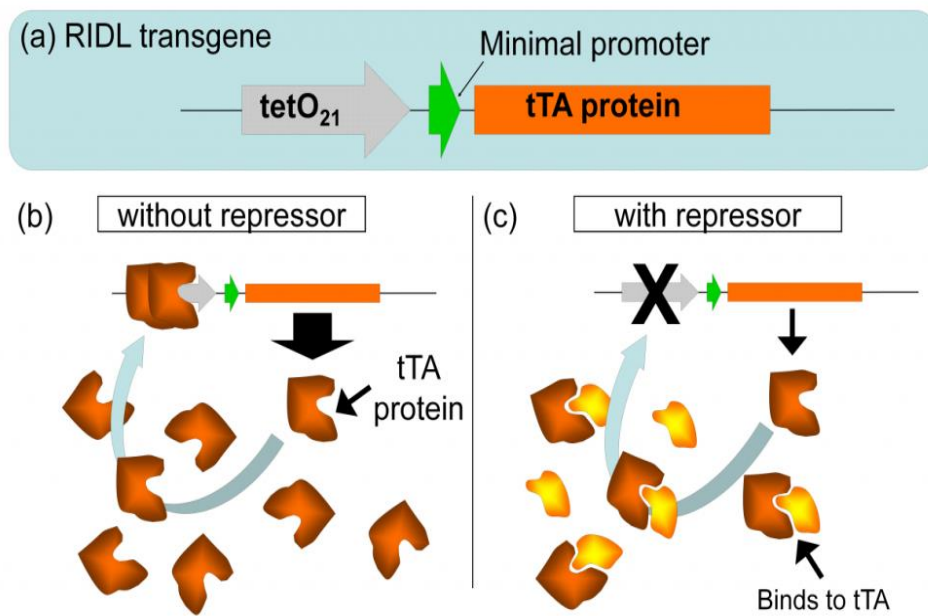 (a) RIDL transgene
Minimal promoter
tetO₂₁
tTA protein
(b) without repressor
(c) with repressor
tTA
protein
Binds to tTA
X